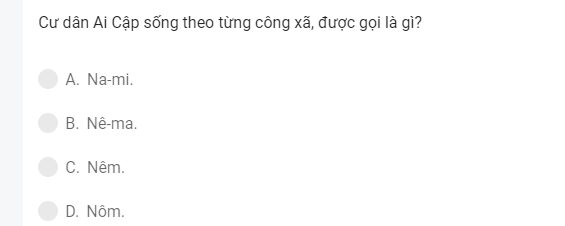 Cư dân Ai Cập sống theo từng công xã, được gọi là gì?
A. Na-mi.
B. Nê-ma.
C. Nêm.
D. Nôm.